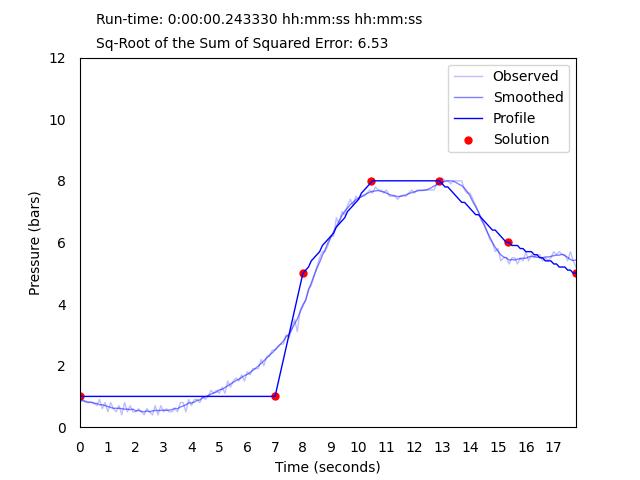 Run-time: 0:00:00.243330 hh:mm:ss hh:mm:ss
Sq-Root of the Sum of Squared Error: 6.53
12
10
8
6
4
2
0
Pressure (bars)
Observed
Smoothed
Profile
Solution
0 1 2 3 4 5 6 7 8 9 10 11 12 13 14 15 16 17
Time (seconds)